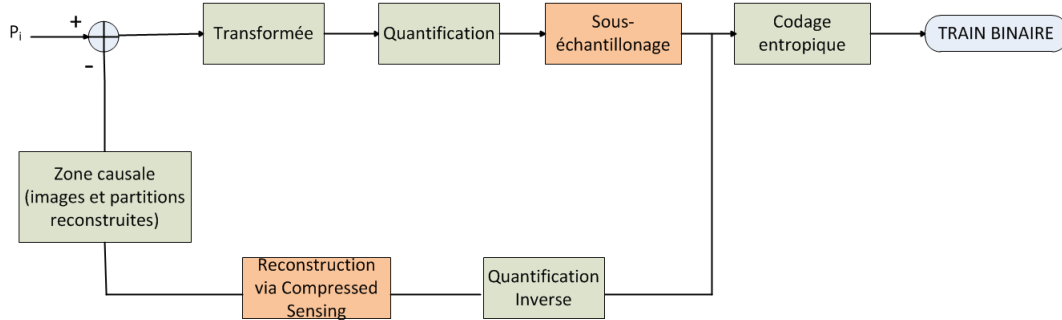 Pi
+
-
Transformée
Quantification
Sous-
échantillonage
Codage
entropique
TRAIN BINAIRE
Zone causale
(images et partitions
reconstruites)
Reconstruction
via Compressed
Sensing
Quantification
Inverse